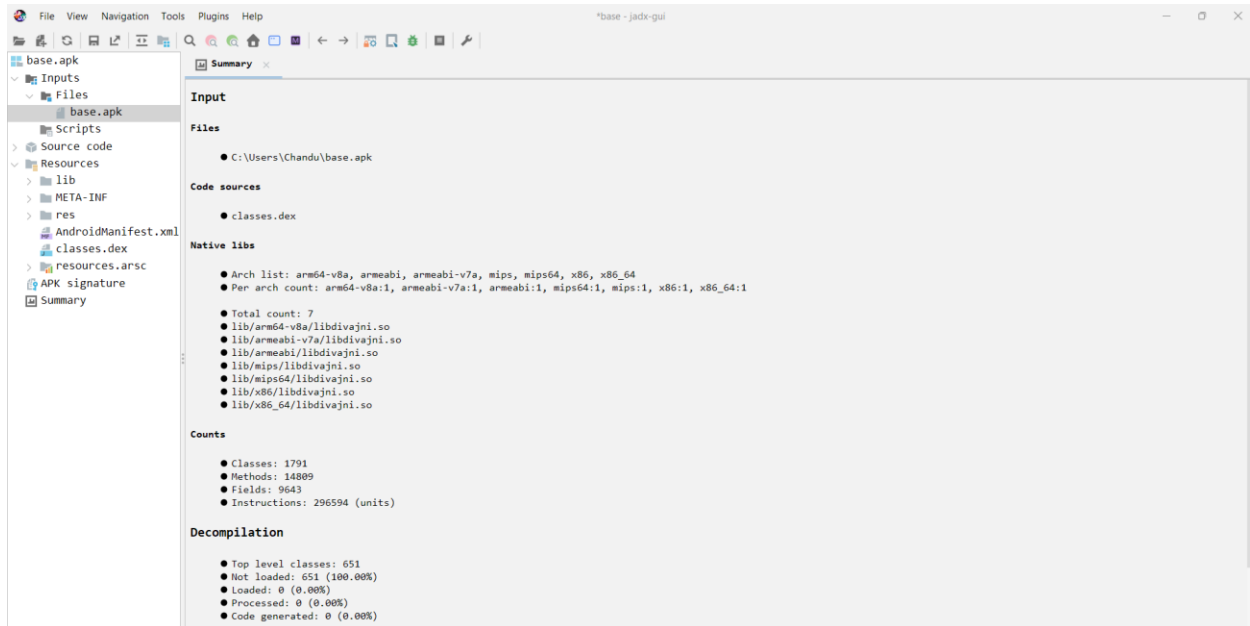 File View Navigation Tools Plugins Help
*base - jadx-gui
base.apk
Inputs
Files
base.apk
Scripts
Source code
Resources
lib
META-INF
res
AndroidManifest.xml
classes.dex
resources.arsc
APK signature
Summary
Summary
Input
Files
C:\Users\Chandu\base.apk
Code sources
classes.dex
Native libs
Arch list: arm64-v8a, armeabi, armeabi-v7a, mips, mips64, x86, x86_64
Per arch count: arm64-v8a:1, armeabi-v7a:1, armeabi:1, mips64:1, mips:1, x86:1, x86_64:1
Total count: 7
lib/arm64-v8a/libdivajni.so
lib/armeabi-v7a/libdivajni.so
lib/armeabi/libdivajni.so
lib/mips/libdivajni.so
lib/mips64/libdivajni.so
lib/x86/libdivajni.so
lib/x86_64/libdivajni.so
Counts
Classes: 1791
Methods: 14809
Fields: 9643
Instructions: 296594 (units)
Decompilation
Top level classes: 651
Not loaded: 651 (100.00%)
Loaded: 0 (0.00%)
Processed: 0 (0.00%)
Code generated: 0 (0.00%)